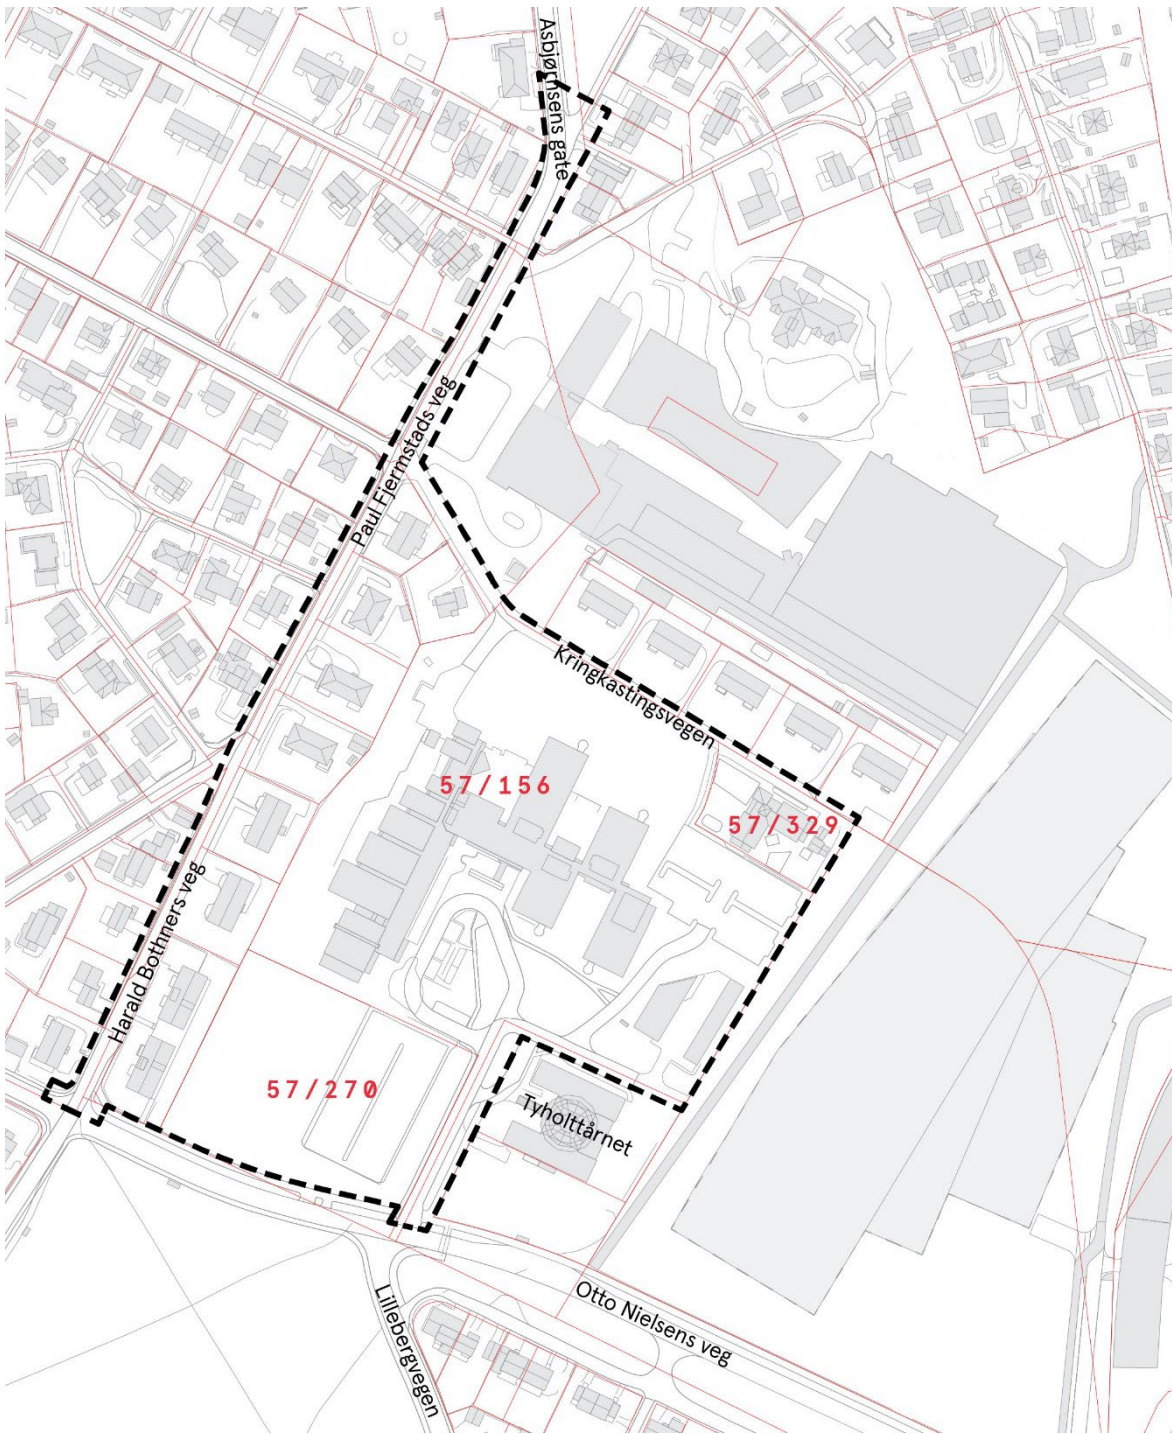 Asbjørnsens gate
Paul Fjermstads veg
Kringkastingsvegen
57/156
57/329
Harald Bothners veg
57/270
Tyholttårnet
Otto Nielsens veg
Lillebergvegen